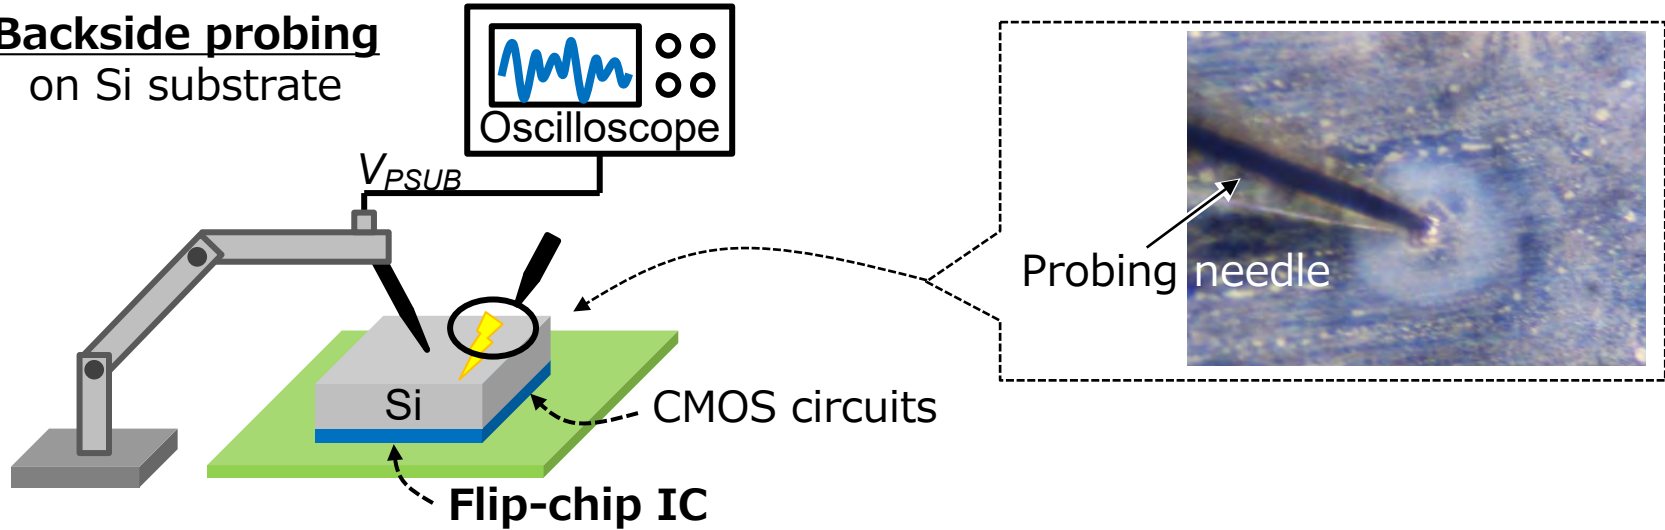 Backside probing
on Si substrate
Oscilloscope
VPSUB
Probing needle
Si
CMOS circuits
Flip-chip IC